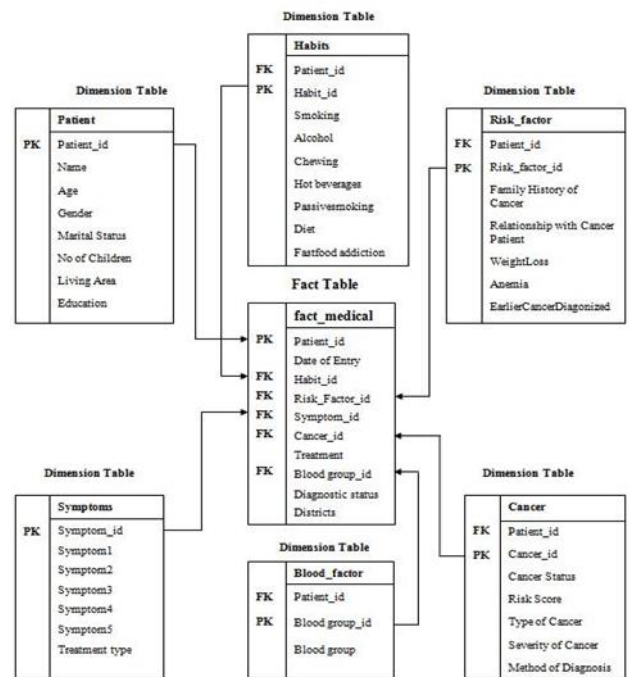 Dimension Table
Habits
FK Patient_id
PK Habit_id
Smoking
Alcohol
Chewing
Hot beverages
Passivesmoking
Diet
Fastfood addiction
Dimension Table
Patient
PK Patient_id
Name
Age
Gender
Marital Status
No of Children
Living Area
Education
Dimension Table
Risk_factor
FK Patient_id
PK Risk_factor_id
Family History of
Cancer
Relationship with Cancer
Patient
WeightLoss
Anemia
EarlierCancerDiagonized
Fact Table
fact_medical
PK Patient_id
Date of Entry
FK Habit_id
FK Risk_Factor_id
FK Symptom_id
FK Cancer_id
Treatment
FK Blood group_id
Diagnostic status
Districts
Dimension Table
Symptoms
PK Symptom_id
Symptom1
Symptom2
Symptom3
Symptom4
Symptom5
Treatment type
Dimension Table
Blood_factor
FK Patient_id
PK Blood group_id
Blood group
Dimension Table
Cancer
FK Patient_id
PK Cancer_id
Cancer Status
Risk Score
Type of Cancer
Severity of Cancer
Method of Diagnosis